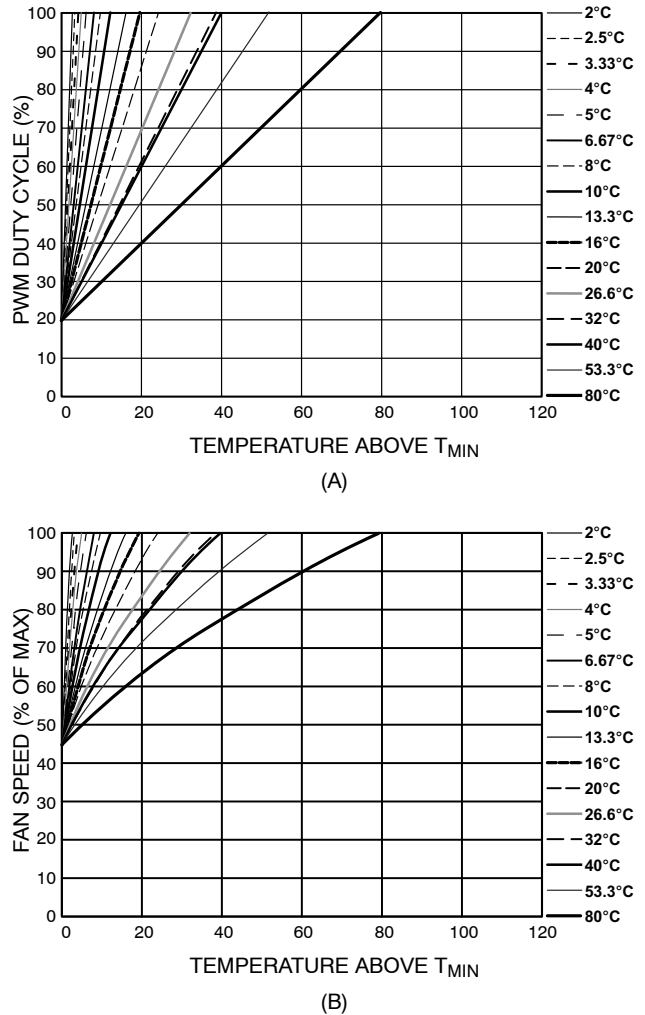 PWM DUTY CYCLE (%)
100
90
80
70
60
50
40
30
20
10
0
0 20 40 60 80 100 120
TEMPERATURE ABOVE TMIN
(A)
2°C
2.5°C
3.33°C
4°C
5°C
6.67°C
8°C
10°C
13.3°C
16°C
20°C
26.6°C
32°C
40°C
53.3°C
80°C
FAN SPEED (% OF MAX)
100
90
80
70
60
50
40
30
20
10
0
0 20 40 60 80 100 120
TEMPERATURE ABOVE TMIN
(B)
2°C
2.5°C
3.33°C
4°C
5°C
6.67°C
8°C
10°C
13.3°C
16°C
20°C
26.6°C
32°C
40°C
53.3°C
80°C